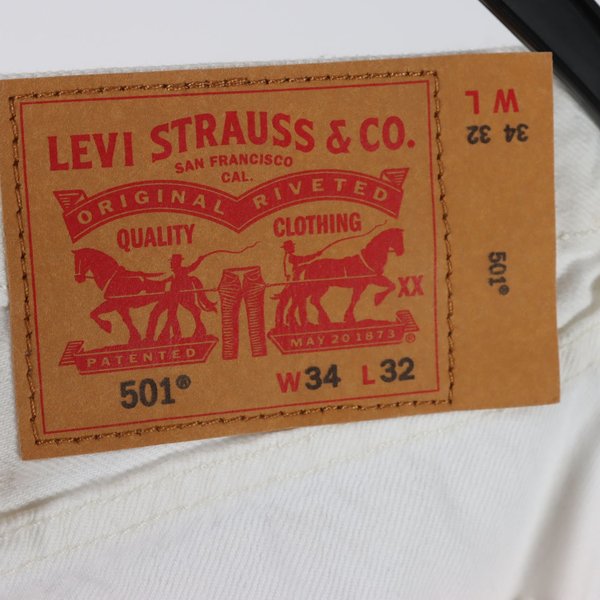 LEVI STRAUSS & CO.
SAN FRANCISCO
CAL.
ORIGINAL RIVETED
QUALITY CLOTHING
XX
PATENTED MAY 20 1873 ®
501® W34 L32
W L
34 32
501®